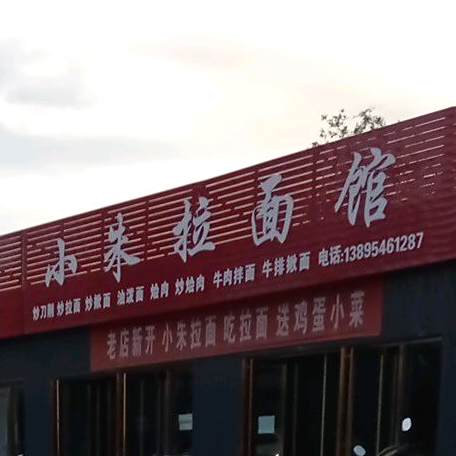 小朱拉面馆
炒刀削 炒拉面 炒揪面 油泼面 烩肉 炒烩肉 牛肉拌面 牛排揪面 电话:13895461287
老店新开 小朱拉面 吃拉面 送鸡蛋小菜